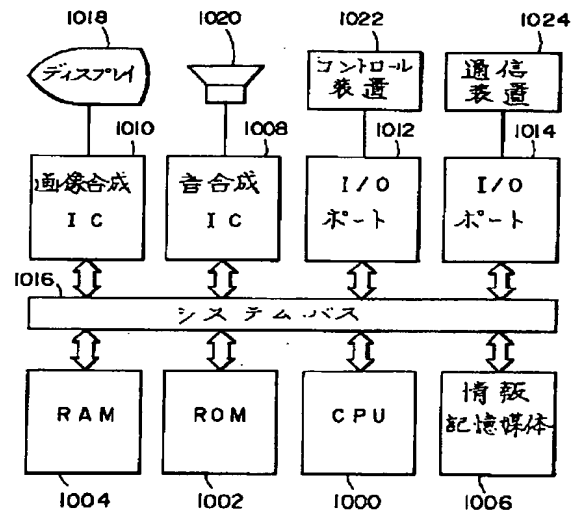 1018
1020
1022
1024
ディスプレイ
コントロール
装置
通信
装置
1010
1008
1012
1014
画像合成
IC
音合成
IC
I/O
ポート
I/O
ポート
1016
システムバス
RAM
ROM
CPU
情報
記憶媒体
1004
1002
1000
1006